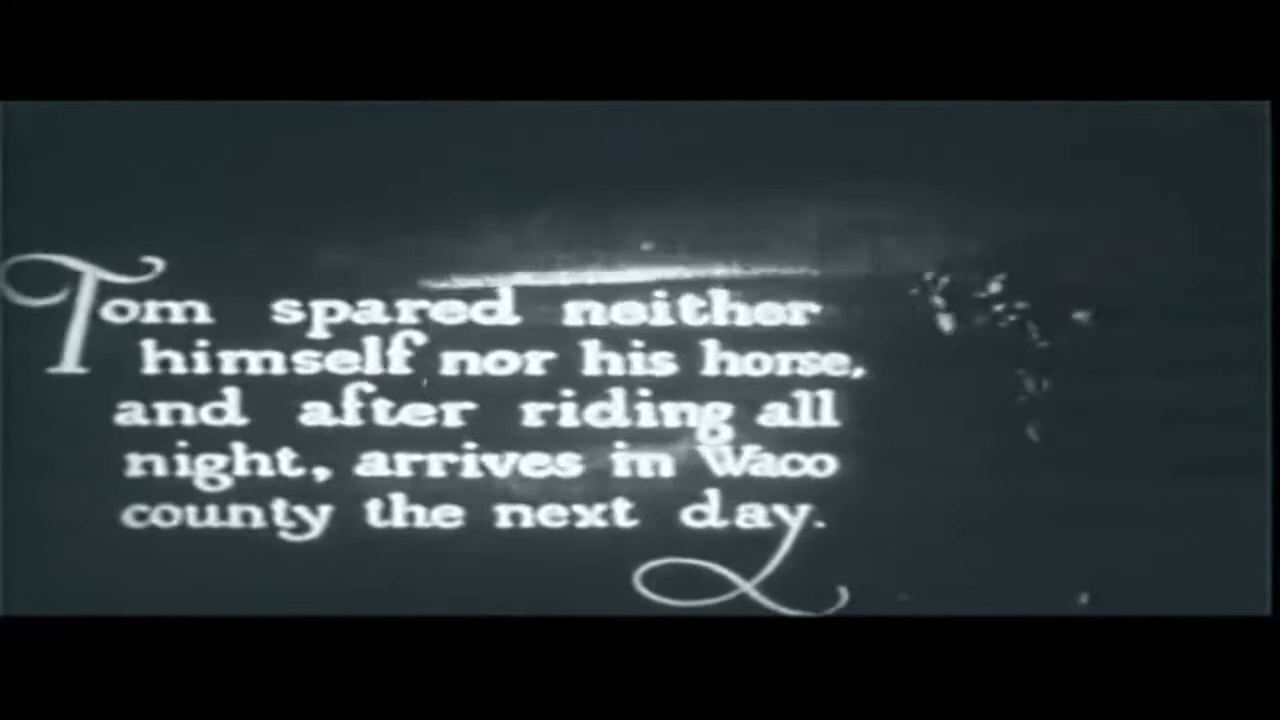 Tom spared neither
himself nor his horse,
and after riding all
night, arrives in Waco
county the next day.